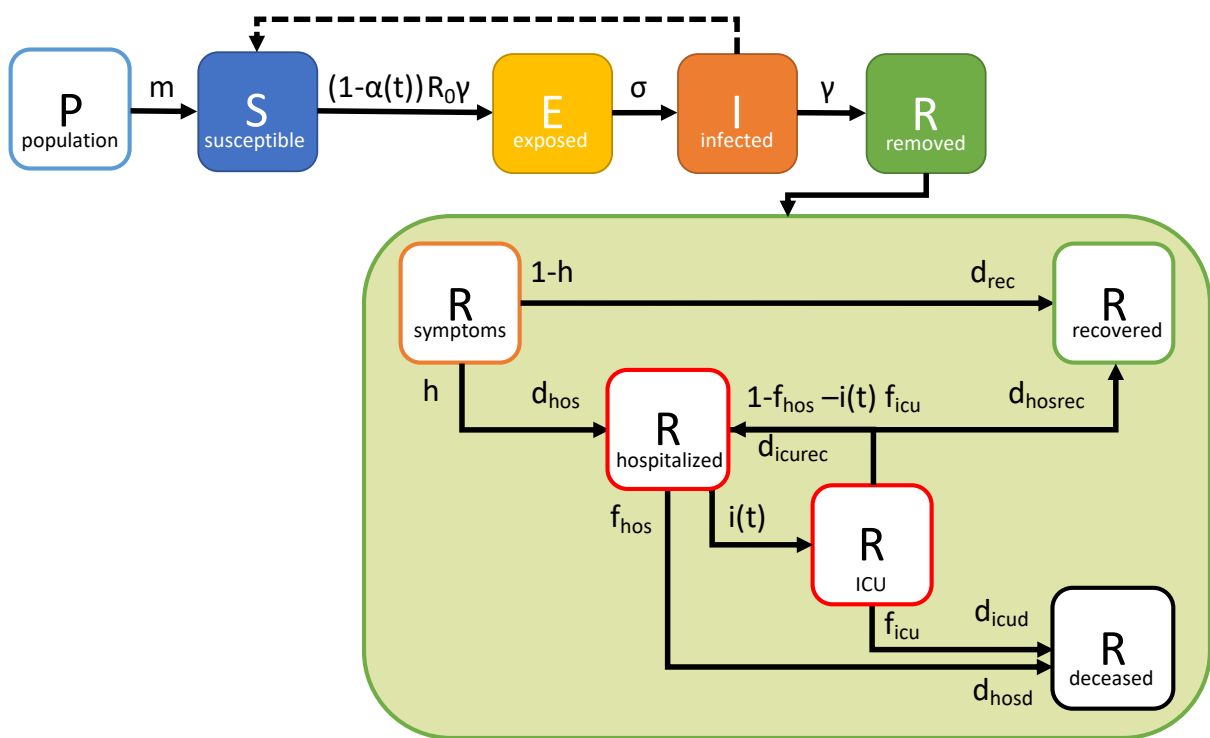 P
population
m
S
susceptible
(1-α(t)) R₀γ
E
exposed
σ
I
infected
γ
R
removed
R
symptoms
1-h
d_rec
R
recovered
h
d_hos
R
hospitalized
1-f_hos –i(t) f_icu
d_icurec
d_hosrec
f_hos
i(t)
R
ICU
f_icu
d_icud
R
deceased
d_hosd